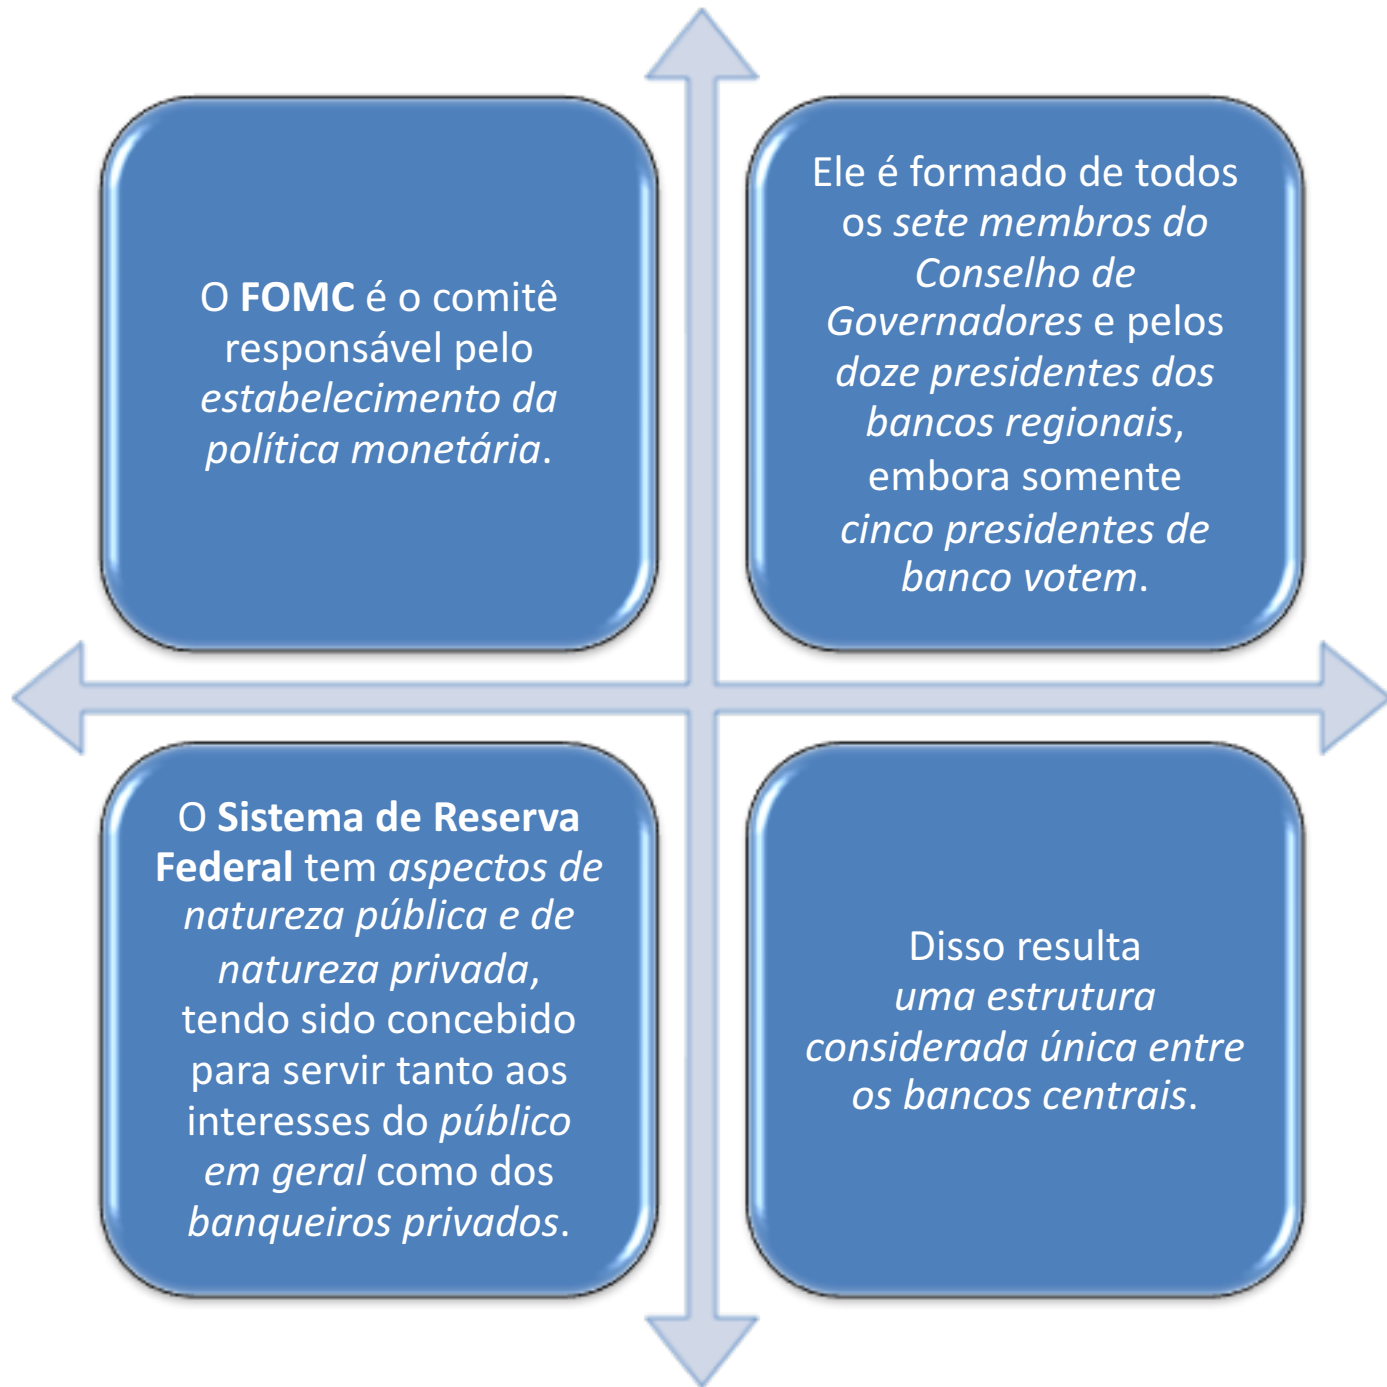 O FOMC é o comitê
responsável pelo
estabelecimento da
política monetária.
Ele é formado de todos
os sete membros do
Conselho de
Governadores e pelos
doze presidentes dos
bancos regionais,
embora somente
cinco presidentes de
banco votem.
O Sistema de Reserva
Federal tem aspectos de
natureza pública e de
natureza privada,
tendo sido concebido
para servir tanto aos
interesses do público
em geral como dos
banqueiros privados.
Disso resulta
uma estrutura
considerada única entre
os bancos centrais.